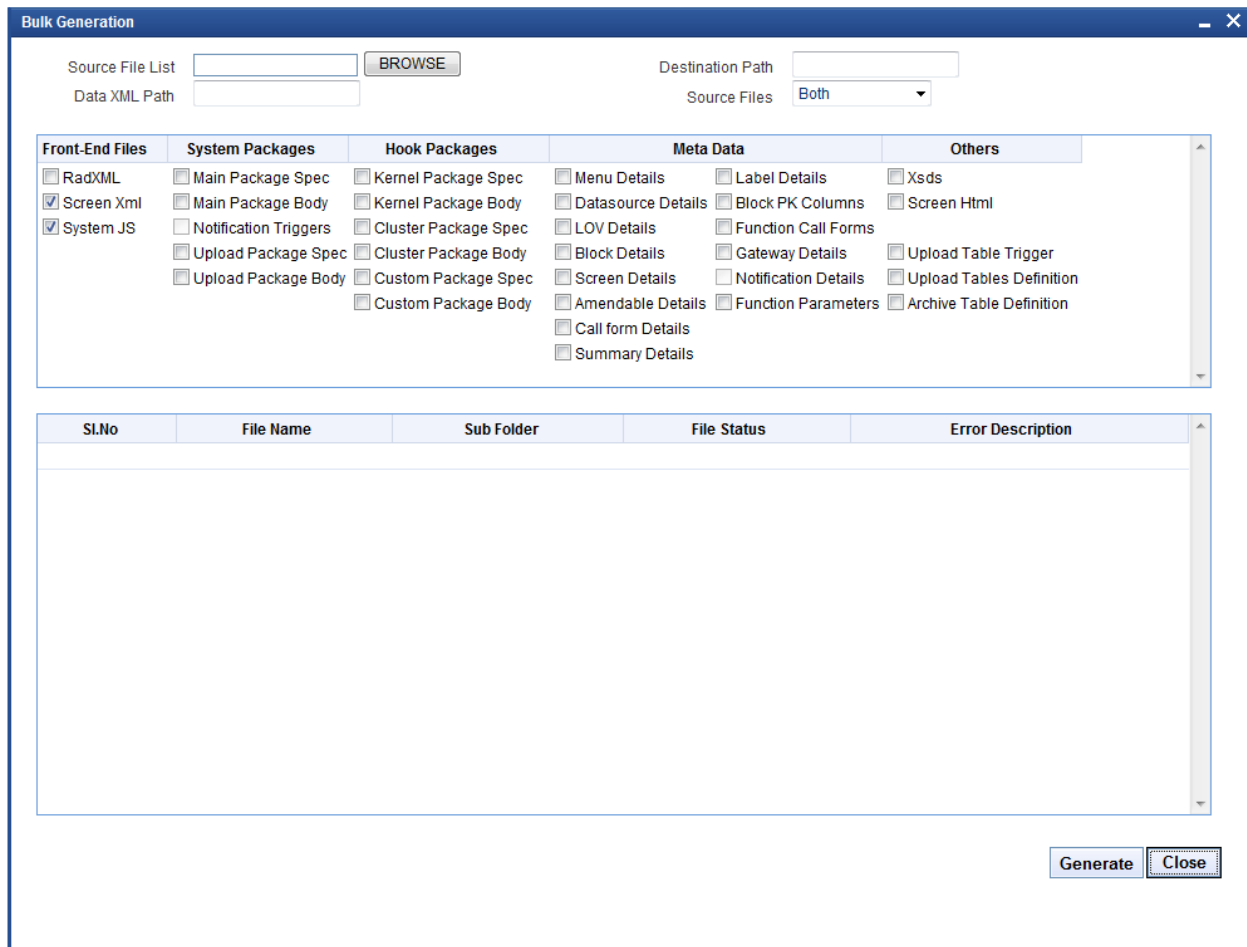 Bulk Generation
Source File List BROWSE Destination Path
Data XML Path Source Files Both
Front-End Files System Packages Hook Packages Meta Data Others
RadXML Main Package Spec Kernel Package Spec Menu Details Label Details Xsds
Screen Xml Main Package Body Kernel Package Body Datasource Details Block PK Columns Screen Html
System JS Notification Triggers Cluster Package Spec LOV Details Function Call Forms
Upload Package Spec Cluster Package Body Block Details Gateway Details Upload Table Trigger
Upload Package Body Custom Package Spec Screen Details Notification Details Upload Tables Definition
Custom Package Body Amendable Details Function Parameters Archive Table Definition
Call form Details
Summary Details
Sl.No File Name Sub Folder File Status Error Description
Generate Close